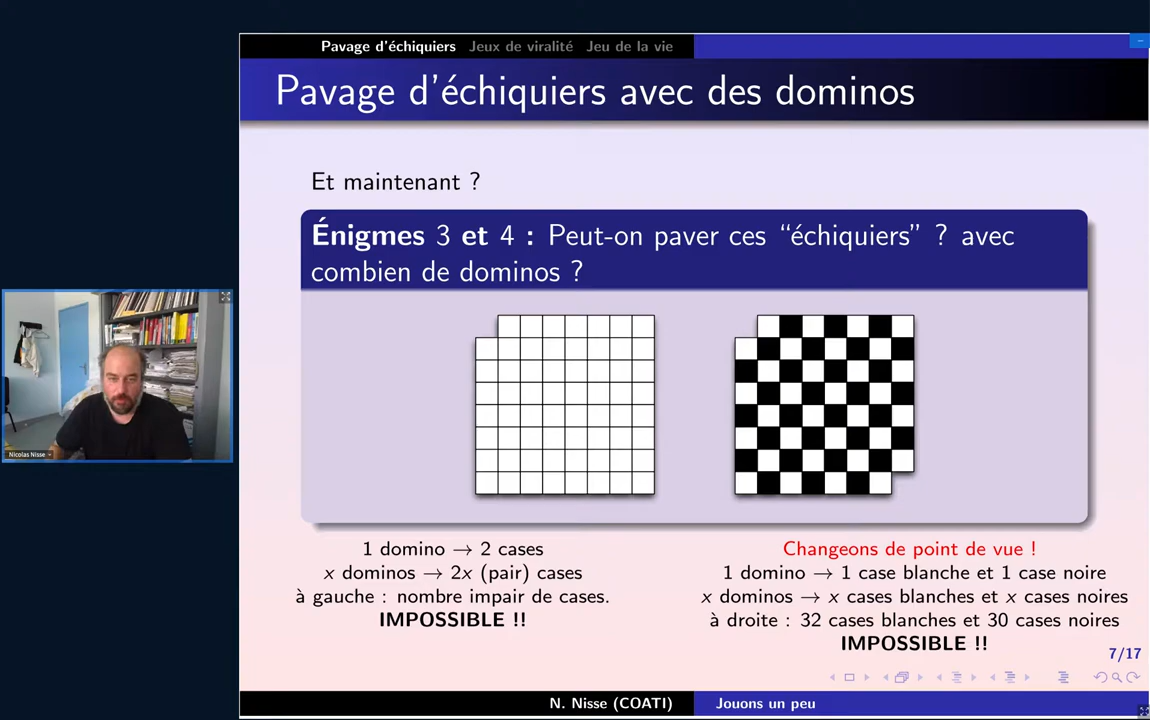 Pavage d'échiquiers Jeux de viralité Jeu de la vie
Pavage d'échiquiers avec des dominos
Et maintenant ?
Énigmes 3 et 4 : Peut-on paver ces “échiquiers” ? avec
combien de dominos ?
1 domino → 2 cases
x dominos → 2x (pair) cases
à gauche : nombre impair de cases.
IMPOSSIBLE !!
Changeons de point de vue !
1 domino → 1 case blanche et 1 case noire
x dominos → x cases blanches et x cases noires
à droite : 32 cases blanches et 30 cases noires
IMPOSSIBLE !!
7/17
N. Nisse (COATI) Jouons un peu
Nicolas Nisse